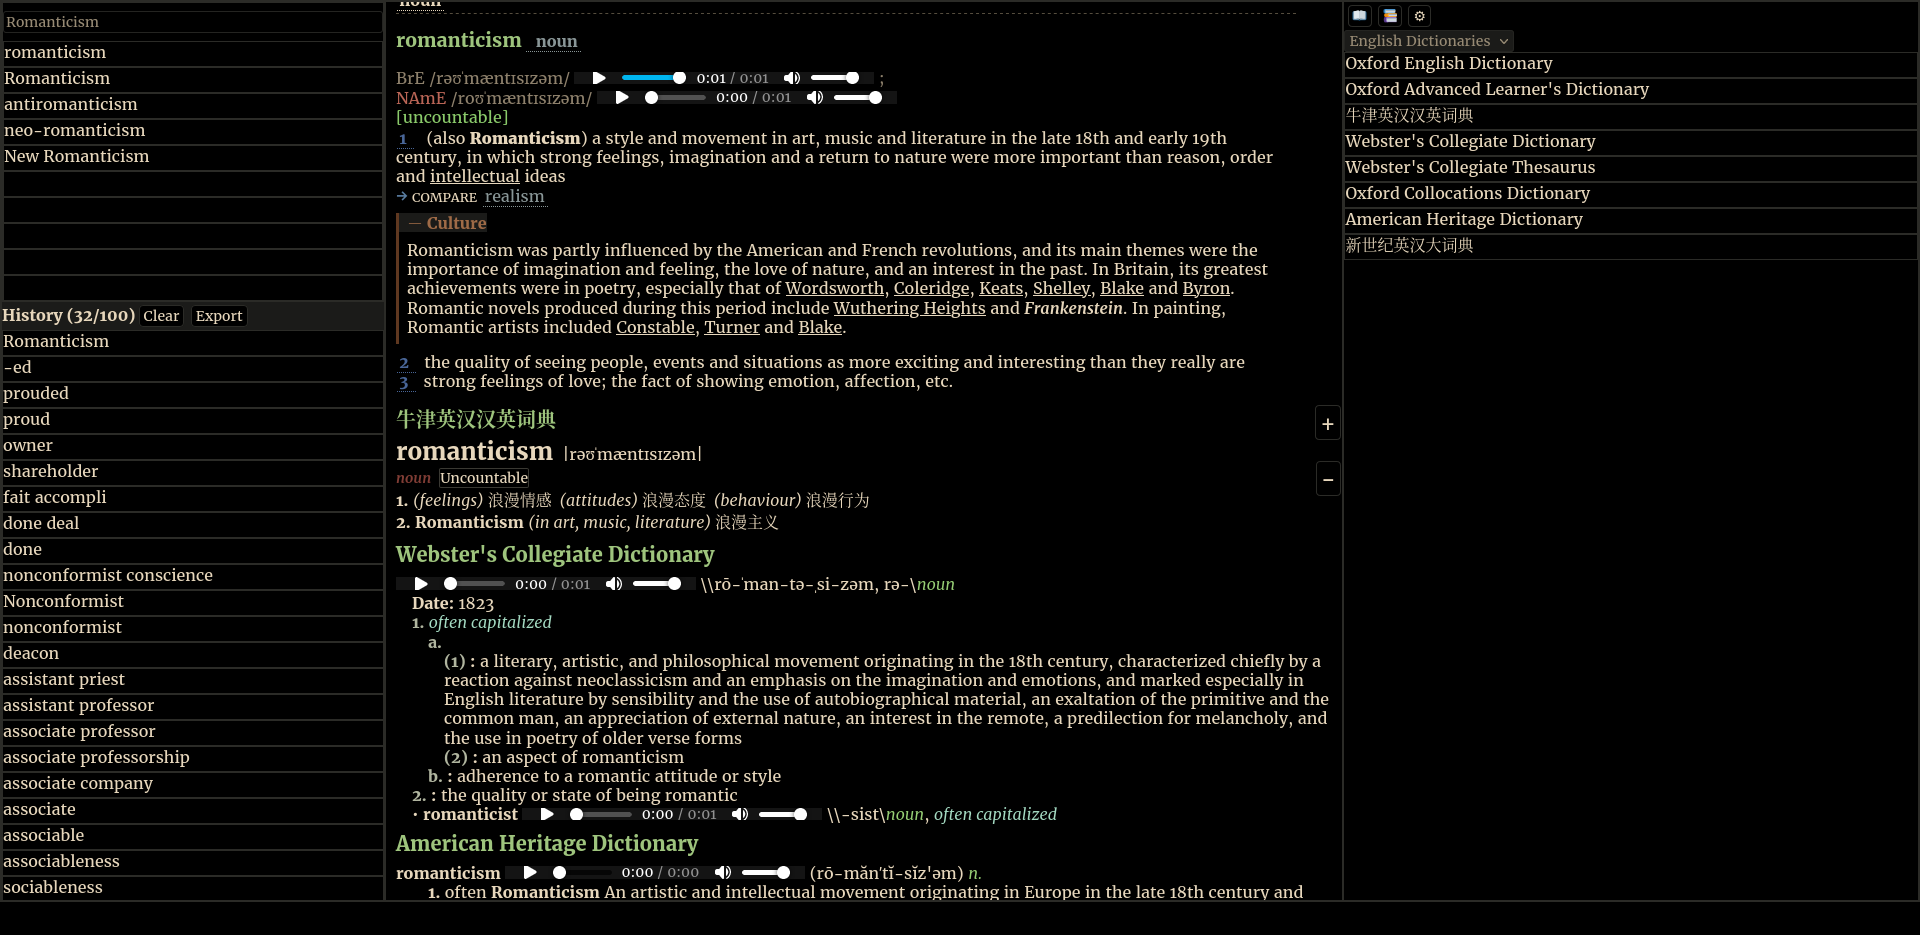 Romanticism
romanticism
Romanticism
antiromanticism
neo-romanticism
New Romanticism
History (32/100) Clear Export
Romanticism
-ed
prouded
proud
owner
shareholder
fait accompli
done deal
done
nonconformist conscience
Nonconformist
nonconformist
deacon
assistant priest
assistant professor
associate professor
associate professorship
associate company
associate
associable
associableness
sociableness
noun
romanticism noun
BrE /rəʊˈmæntɪsɪzəm/ 0:01 / 0:01 ;
NAmE /roʊˈmæntɪsɪzəm/ 0:00 / 0:01
[uncountable]
1 (also Romanticism) a style and movement in art, music and literature in the late 18th and early 19th
century, in which strong feelings, imagination and a return to nature were more important than reason, order
and intellectual ideas
→ COMPARE realism
— Culture
Romanticism was partly influenced by the American and French revolutions, and its main themes were the
importance of imagination and feeling, the love of nature, and an interest in the past. In Britain, its greatest
achievements were in poetry, especially that of Wordsworth, Coleridge, Keats, Shelley, Blake and Byron.
Romantic novels produced during this period include Wuthering Heights and Frankenstein. In painting,
Romantic artists included Constable, Turner and Blake.
2 the quality of seeing people, events and situations as more exciting and interesting than they really are
3 strong feelings of love; the fact of showing emotion, affection, etc.
牛津英汉汉英词典
romanticism |rəʊˈmæntɪsɪzəm|
noun Uncountable
1. (feelings) 浪漫情感 (attitudes) 浪漫态度 (behaviour) 浪漫行为
2. Romanticism (in art, music, literature) 浪漫主义
Webster's Collegiate Dictionary
0:00 / 0:01 \\rō-ˈman-tə-ˌsi-zəm, rə-\noun
Date: 1823
1. often capitalized
a.
(1) : a literary, artistic, and philosophical movement originating in the 18th century, characterized chiefly by a
reaction against neoclassicism and an emphasis on the imagination and emotions, and marked especially in
English literature by sensibility and the use of autobiographical material, an exaltation of the primitive and the
common man, an appreciation of external nature, an interest in the remote, a predilection for melancholy, and
the use in poetry of older verse forms
(2) : an aspect of romanticism
b. : adherence to a romantic attitude or style
2. : the quality or state of being romantic
· romanticist 0:00 / 0:01 \\-sist\noun, often capitalized
American Heritage Dictionary
romanticism 0:00 / 0:00 (rō-măn′tĭ-sĭz'əm) n.
1. often Romanticism An artistic and intellectual movement originating in Europe in the late 18th century and
+
−
English Dictionaries
Oxford English Dictionary
Oxford Advanced Learner's Dictionary
牛津英汉汉英词典
Webster's Collegiate Dictionary
Webster's Collegiate Thesaurus
Oxford Collocations Dictionary
American Heritage Dictionary
新世纪英汉大词典